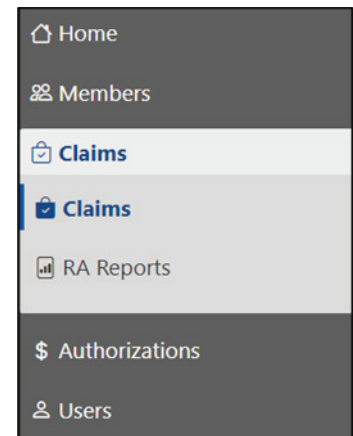 Home
Members
Claims
Claims
RA Reports
$ Authorizations
Users